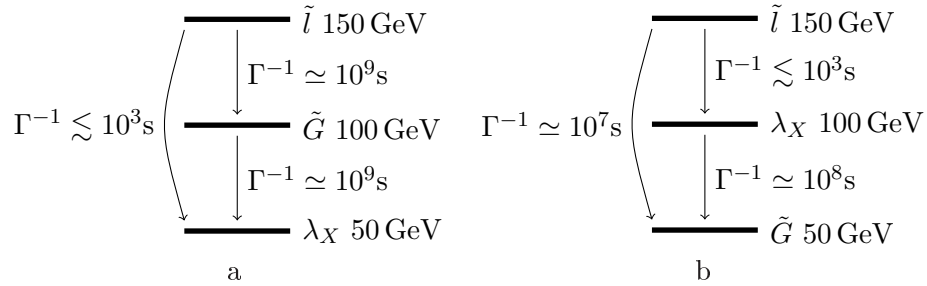 l̃ 150 GeV
Γ⁻¹ ≃ 10⁹s
Γ⁻¹ ≲ 10³s
G̃ 100 GeV
Γ⁻¹ ≃ 10⁹s
λ_X 50 GeV
a
l̃ 150 GeV
Γ⁻¹ ≲ 10³s
Γ⁻¹ ≃ 10⁷s
λ_X 100 GeV
Γ⁻¹ ≃ 10⁸s
G̃ 50 GeV
b